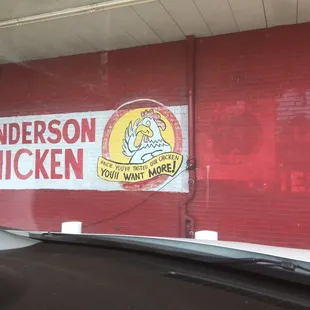 NDERSON
HICKEN
ONCE YOU'VE TASTED OUR CHICKEN
YOU'll WANT MORE!